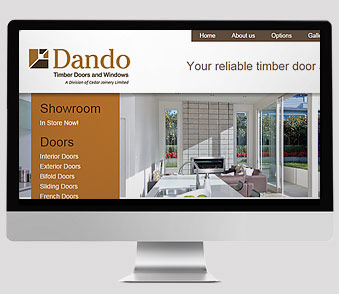 Home About us Options
Dando
Timber Doors and Windows
A Division of Cedar Joinery Limited
Your reliable timber door
Showroom
In Store Now!
Doors
Interior Doors
Exterior Doors
Bifold Doors
Sliding Doors
French Doors